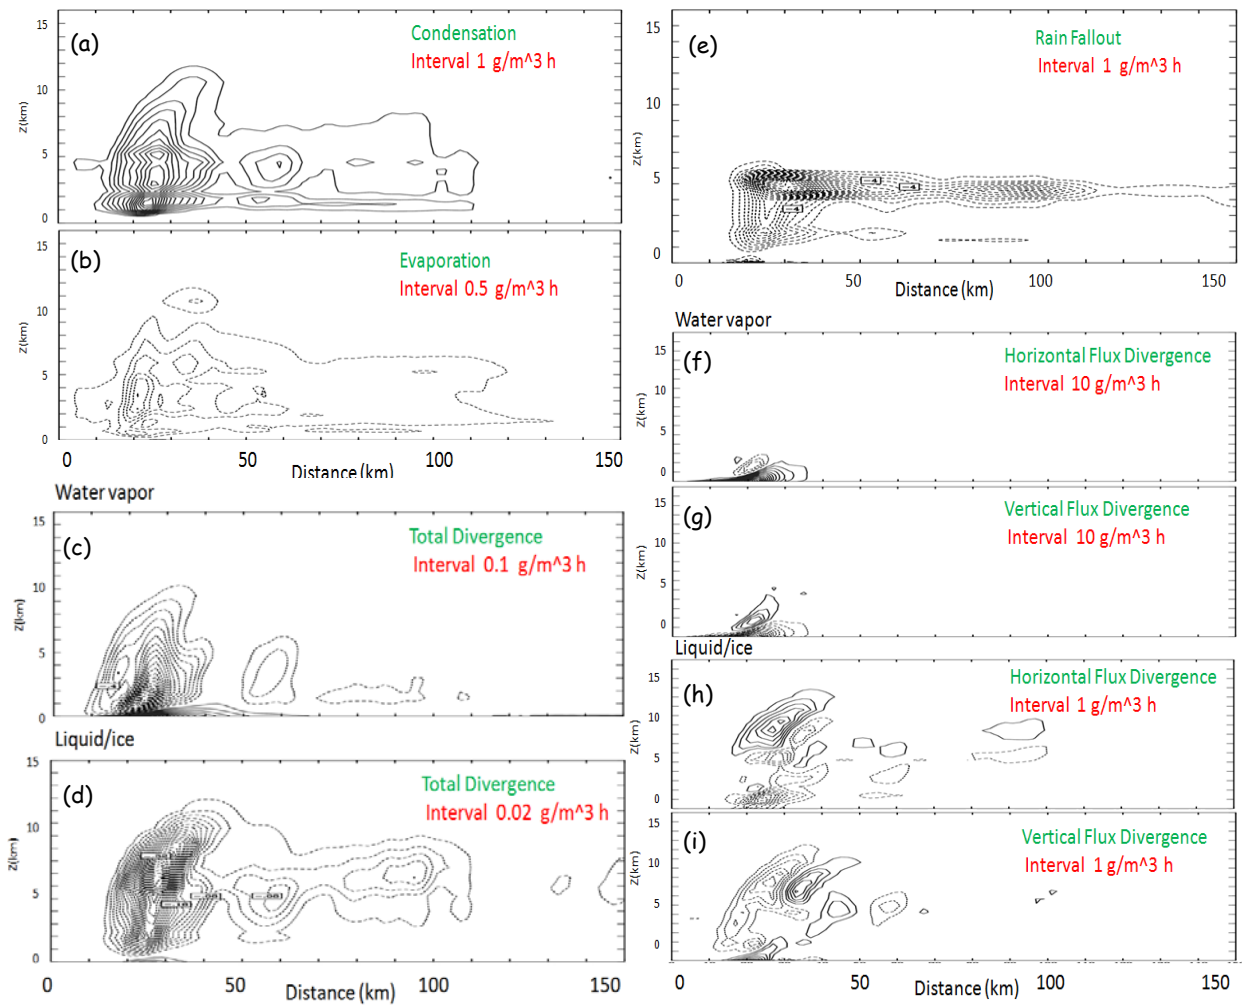 (a)
Condensation
Interval 1 g/m^3 h
15
10
5
0
Z(km)
(b)
Evaporation
Interval 0.5 g/m^3 h
15
10
5
0
Z(km)
0 50 100 150
Distance (km)
Water vapor
(c)
Total Divergence
Interval 0.1 g/m^3 h
15
10
5
0
Z(km)
Liquid/ice
(d)
Total Divergence
Interval 0.02 g/m^3 h
15
10
5
0
Z(km)
0 50 100 150
Distance (km)
(e)
Rain Fallout
Interval 1 g/m^3 h
15
10
5
0
Z(km)
0 50 100 150
Distance (km)
Water vapor
(f)
Horizontal Flux Divergence
Interval 10 g/m^3 h
15
10
5
0
Z(km)
(g)
Vertical Flux Divergence
Interval 10 g/m^3 h
15
10
5
0
Z(km)
Liquid/ice
(h)
Horizontal Flux Divergence
Interval 1 g/m^3 h
15
10
5
0
Z(km)
(i)
Vertical Flux Divergence
Interval 1 g/m^3 h
15
10
5
0
Z(km)
0 50 100 150
Distance (km)